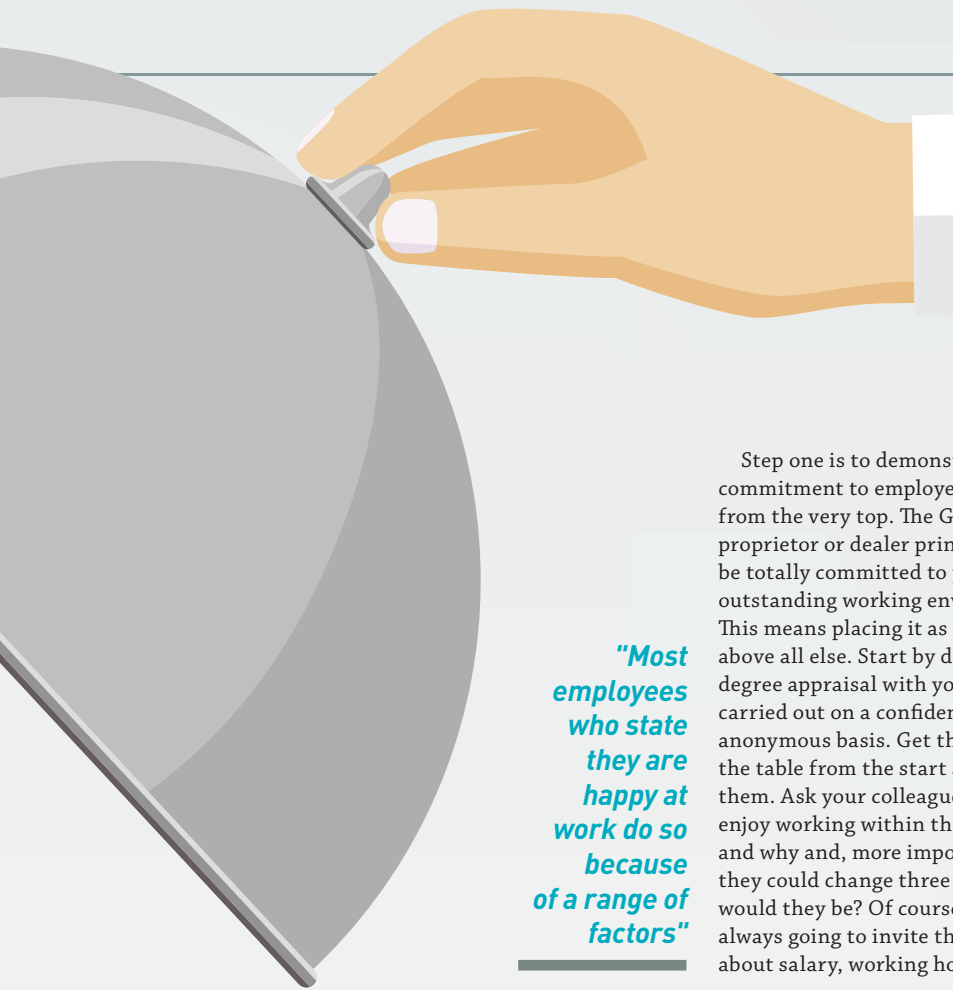 "Most
employees
who state
they are
happy at
work do so
because
of a range of
factors"
Step one is to
commitment to
from the very top. The
proprietor or dealer
be totally committed to
outstanding working
This means placing it as
above all else. Start by
degree appraisal with
carried out on a
anonymous basis. Get
the table from the start
them. Ask your
enjoy working within
and why and, more
they could change three
would they be? Of
always going to invite
about salary, working